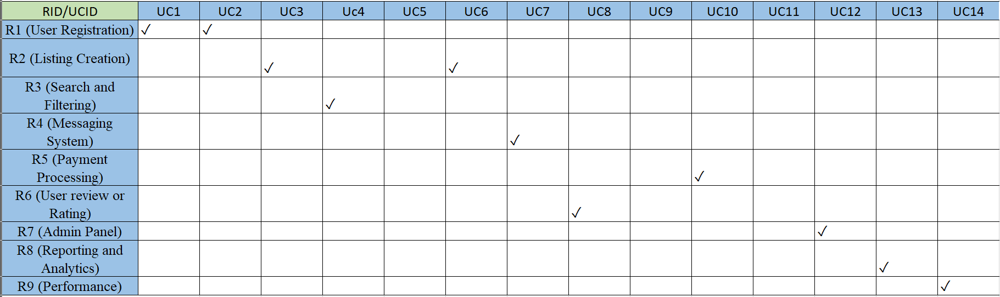 RID/UCID UC1 UC2 UC3 Uc4 UC5 UC6 UC7 UC8 UC9 UC10 UC11 UC12 UC13 UC14
R1 (User Registration) ✓ ✓
R2 (Listing Creation) ✓ ✓
R3 (Search and
Filtering) ✓
R4 (Messaging
System) ✓
R5 (Payment
Processing) ✓
R6 (User review or
Rating) ✓
R7 (Admin Panel) ✓
R8 (Reporting and
Analytics) ✓
R9 (Performance) ✓